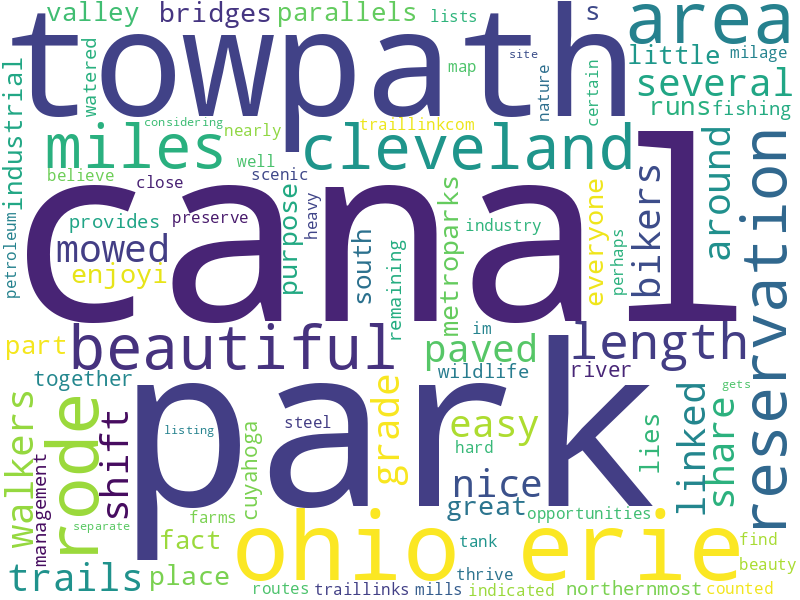 valley bridges parallels lists s area
towpath
watered site nature certain little milage
industrial map several
considering traillinkcom runs fishing
miles nearly cleveland around reservation
believe well scenic
close
canal
petroleum provides preserve purpose heavy metroparks industry everyone perhaps bikers
mowed south remaining
enjoyi
im
part beautiful paved length
together wildlife river
park
walkers rode shift listing steel grade easy hard lies linked share gets
nice
management cuyahoga great
separate farms opportunities
fact ohio erie tank find
trails place thrive beauty
routes traillinks mills indicated northernmost counted